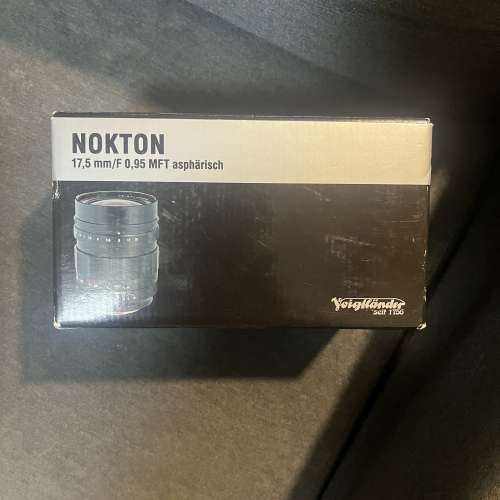 NOKTON
17,5 mm/F 0,95 MFT asphärisch
Voigtländer
seit 1756